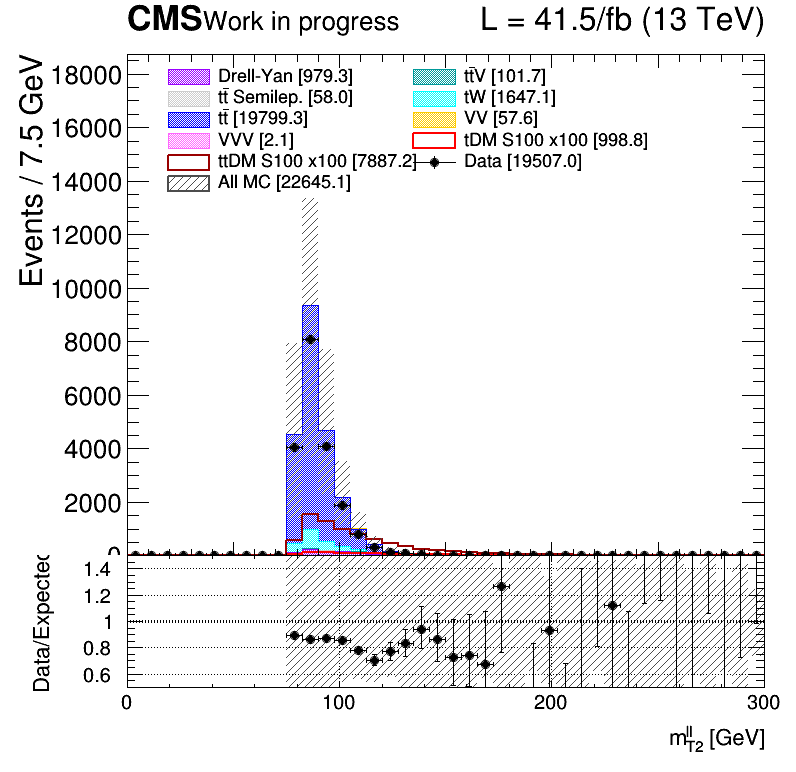 CMS Work in progress L = 41.5/fb (13 TeV)
Events / 7.5 GeV
18000
16000
14000
12000
10000
8000
6000
4000
2000
0
Drell-Yan [979.3] tt̄V [101.7]
tt̄ Semilep. [58.0] tW [1647.1]
tt̄ [19799.3] VV [57.6]
VVV [2.1] tDM S100 x100 [998.8]
ttDM S100 x100 [7887.2] Data [19507.0]
All MC [22645.1]
Data/Expected
1.4
1.2
1
0.8
0.6
0 100 200 300
m_T2^ll [GeV]